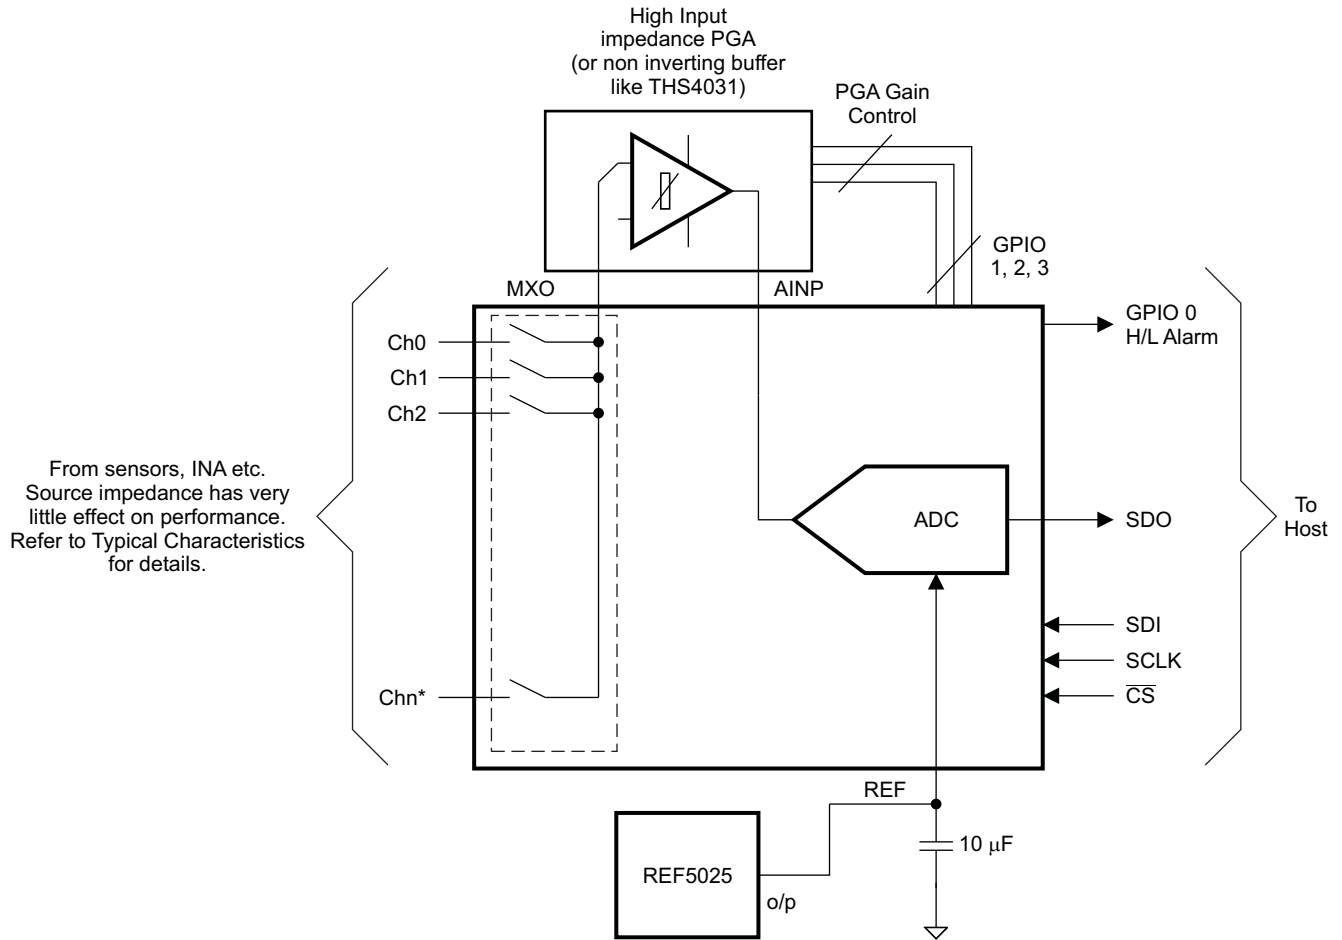 High Input
impedance PGA
(or non inverting buffer
like THS4031)
PGA Gain
Control
GPIO
1, 2, 3
MXO
AINP
GPIO 0
H/L Alarm
Ch0
Ch1
Ch2
From sensors, INA etc.
Source impedance has very
little effect on performance.
Refer to Typical Characteristics
for details.
ADC
SDO
To
Host
SDI
SCLK
C̅S̅
Chn*
REF
10 μF
REF5025
o/p